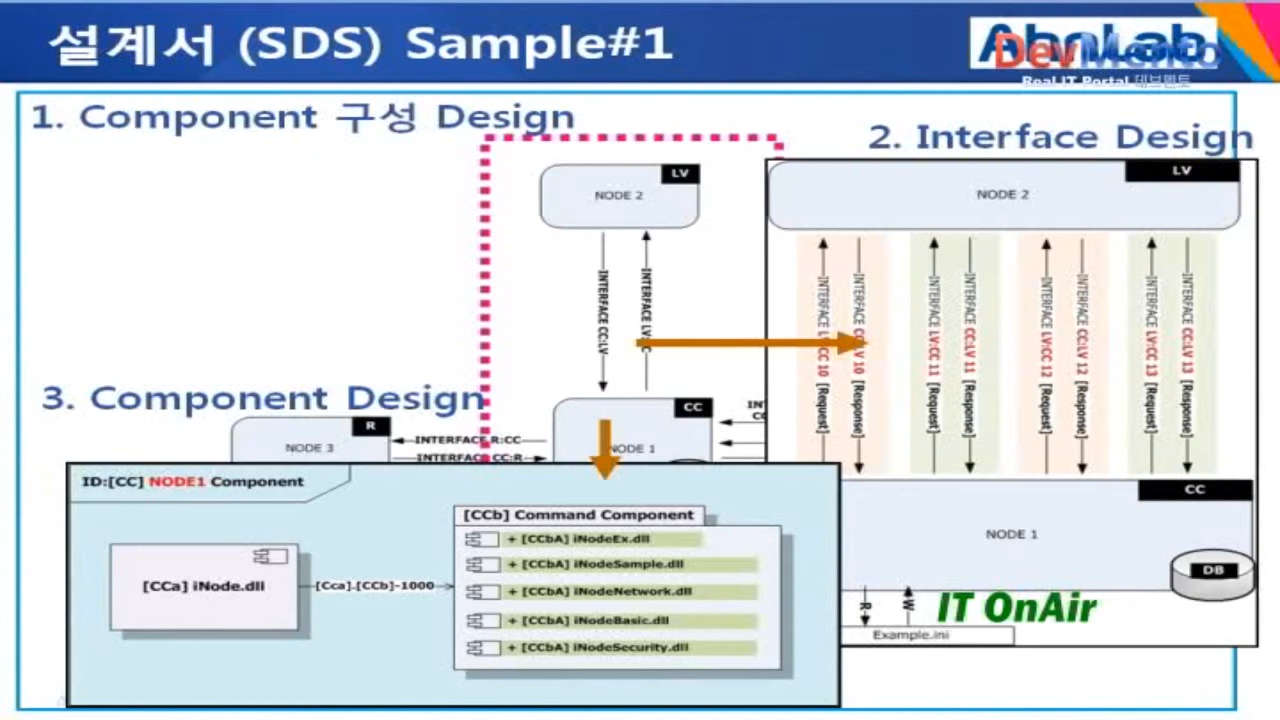 설계서 (SDS) Sample#1
AhnLab
DevMento
Real IT Portal 데브멘토
1. Component 구성 Design
2. Interface Design
LV
NODE 2
INTERFACE CC:LV
INTERFACE LV:
3. Component Design
CC
NODE 1
R
NODE 3
INTERFACE R:CC
INTERFACE CC:R
LV
NODE 2
INTERFACE LV:CC 10 [Request]
INTERFACE CC:LV 10 [Response]
INTERFACE LV:CC 11 [Request]
INTERFACE CC:LV 11 [Response]
INTERFACE LV:CC 12 [Request]
INTERFACE CC:LV 12 [Response]
INTERFACE LV:CC 13 [Request]
INTERFACE CC:LV 13 [Response]
CC
NODE 1
DB
R
W
Example.ini
IT OnAir
ID:[CC] NODE1 Component
[CCa] iNode.dll
[Cca].[CCb]-1000
[CCb] Command Component
+ [CCbA] iNodeEx.dll
+ [CCbA] iNodeSample.dll
+ [CCbA] iNodeNetwork.dll
+ [CCbA] iNodeBasic.dll
+ [CCbA] iNodeSecurity.dll